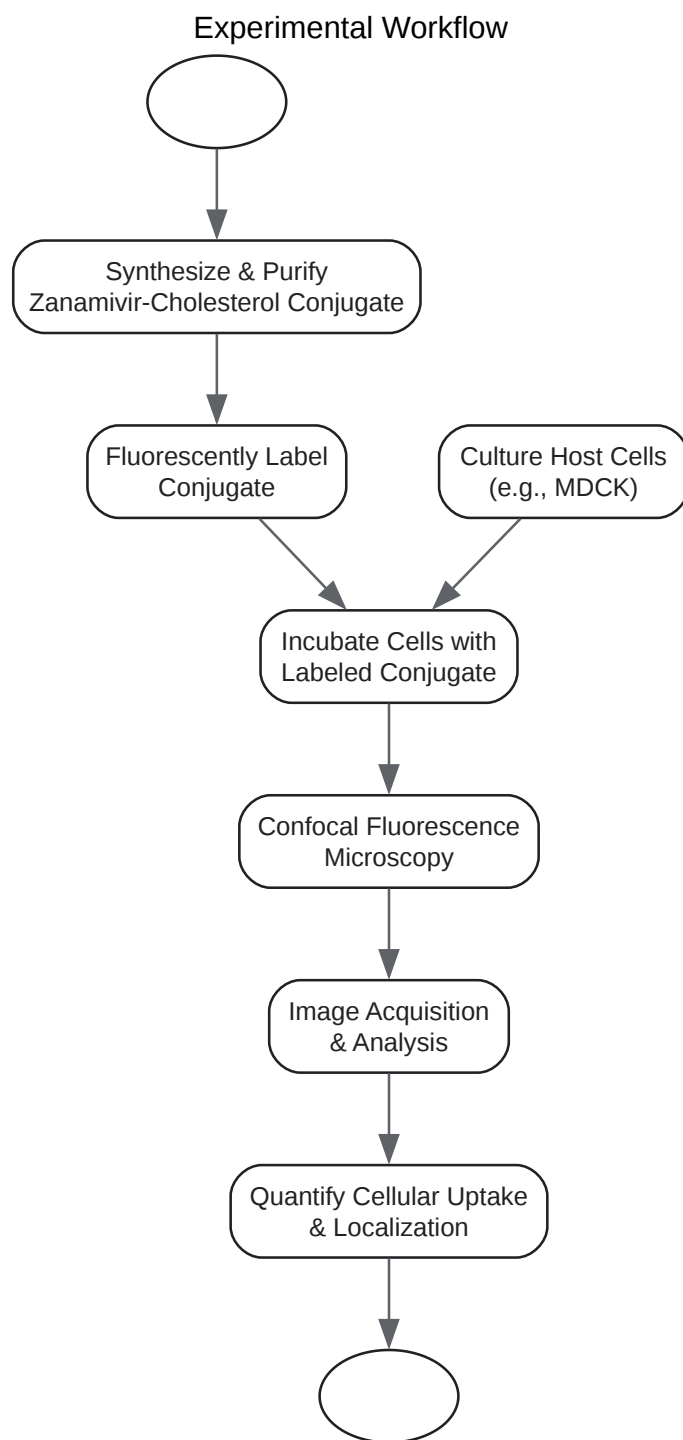 Experimental Workflow
Synthesize & Purify
Zanamivir-Cholesterol Conjugate
Fluorescently Label
Conjugate
Culture Host Cells
(e.g., MDCK)
Incubate Cells with
Labeled Conjugate
Confocal Fluorescence
Microscopy
Image Acquisition
& Analysis
Quantify Cellular Uptake
& Localization